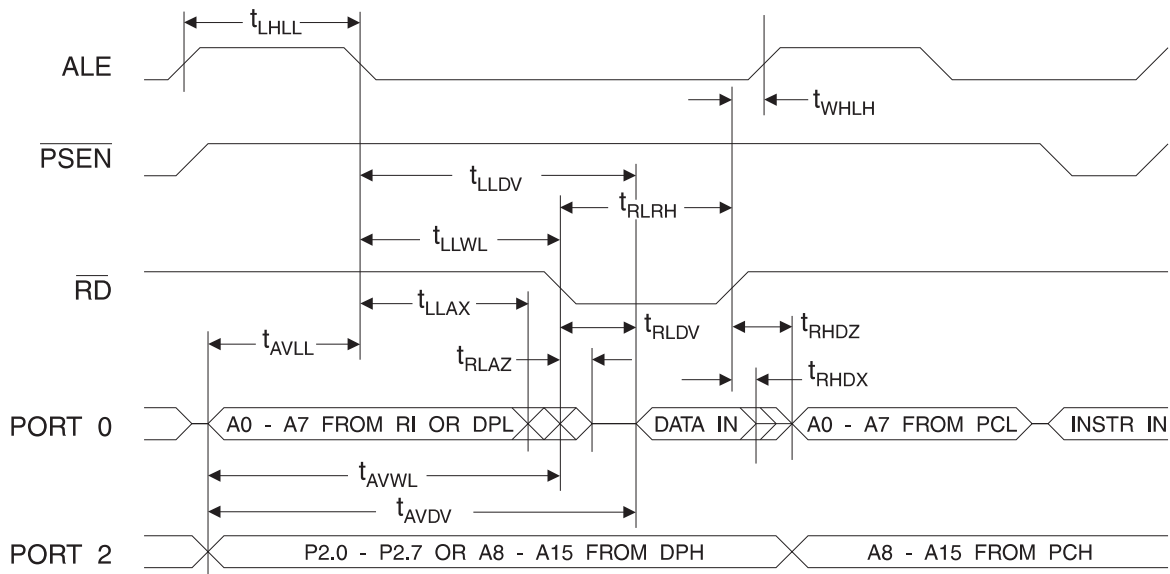 tLHLL
ALE
tWHLH
PSEN
tLLDV
tRLRH
tLLWL
RD
tLLAX
tRLDV
tRHDZ
tAVLL
tRLAZ
tRHDX
PORT 0
A0 - A7 FROM RI OR DPL
DATA IN
A0 - A7 FROM PCL
INSTR IN
tAVWL
tAVDV
PORT 2
P2.0 - P2.7 OR A8 - A15 FROM DPH
A8 - A15 FROM PCH